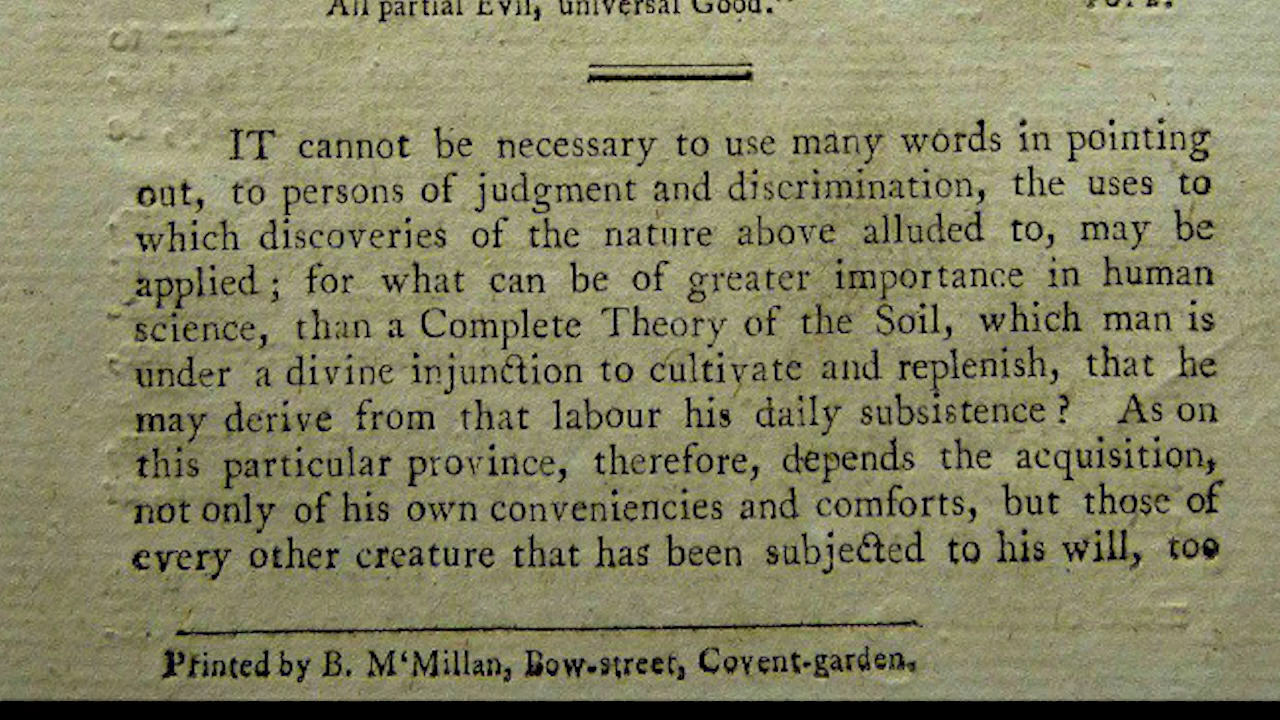 All partial Evil, universal Good." POPE.
IT cannot be necessary to use many words in pointing
out, to persons of judgment and discrimination, the uses to
which discoveries of the nature above alluded to, may be
applied; for what can be of greater importance in human
science, than a Complete Theory of the Soil, which man is
under a divine injunction to cultivate and replenish, that he
may derive from that labour his daily subsistence? As on
this particular province, therefore, depends the acquisition,
not only of his own conveniencies and comforts, but those of
every other creature that has been subjected to his will, too
Printed by B. M‘Millan, Bow-street, Covent-garden.